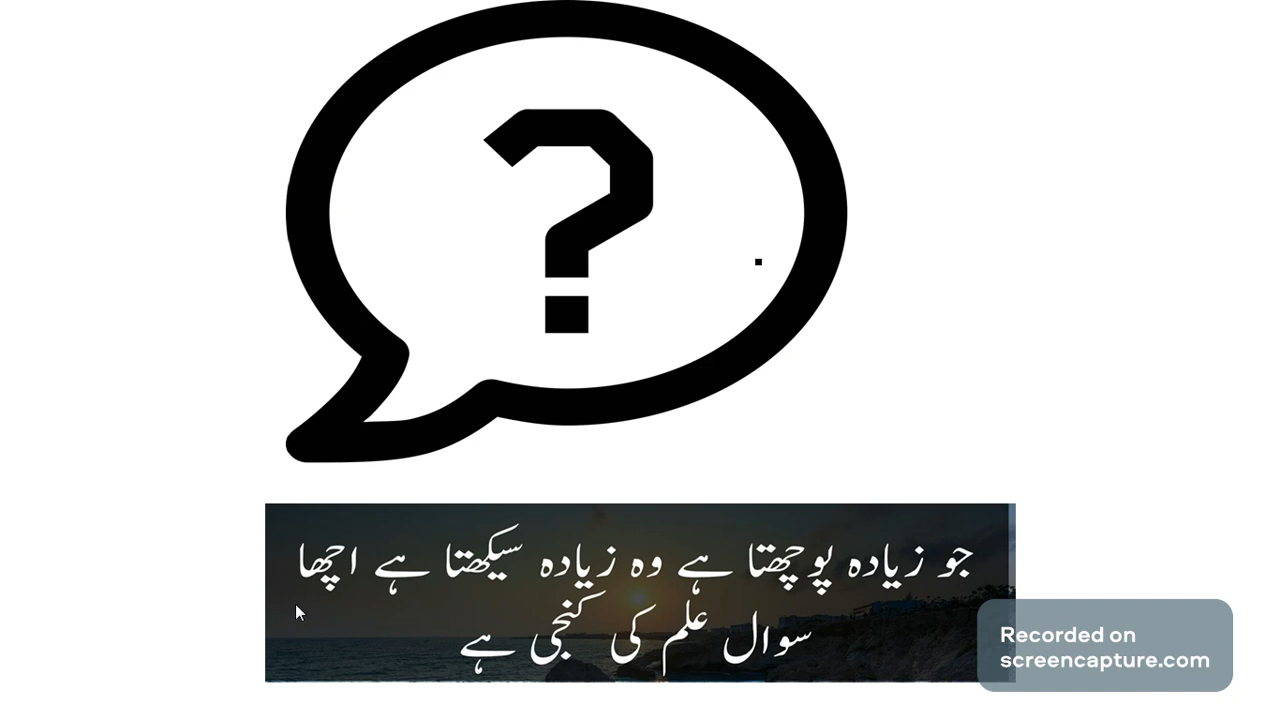 ?
جو زیادہ پوچھتا ہے وہ زیادہ سیکھتا ہے اچھا
سوال علم کی کنجی ہے
Recorded on
screencapture.com